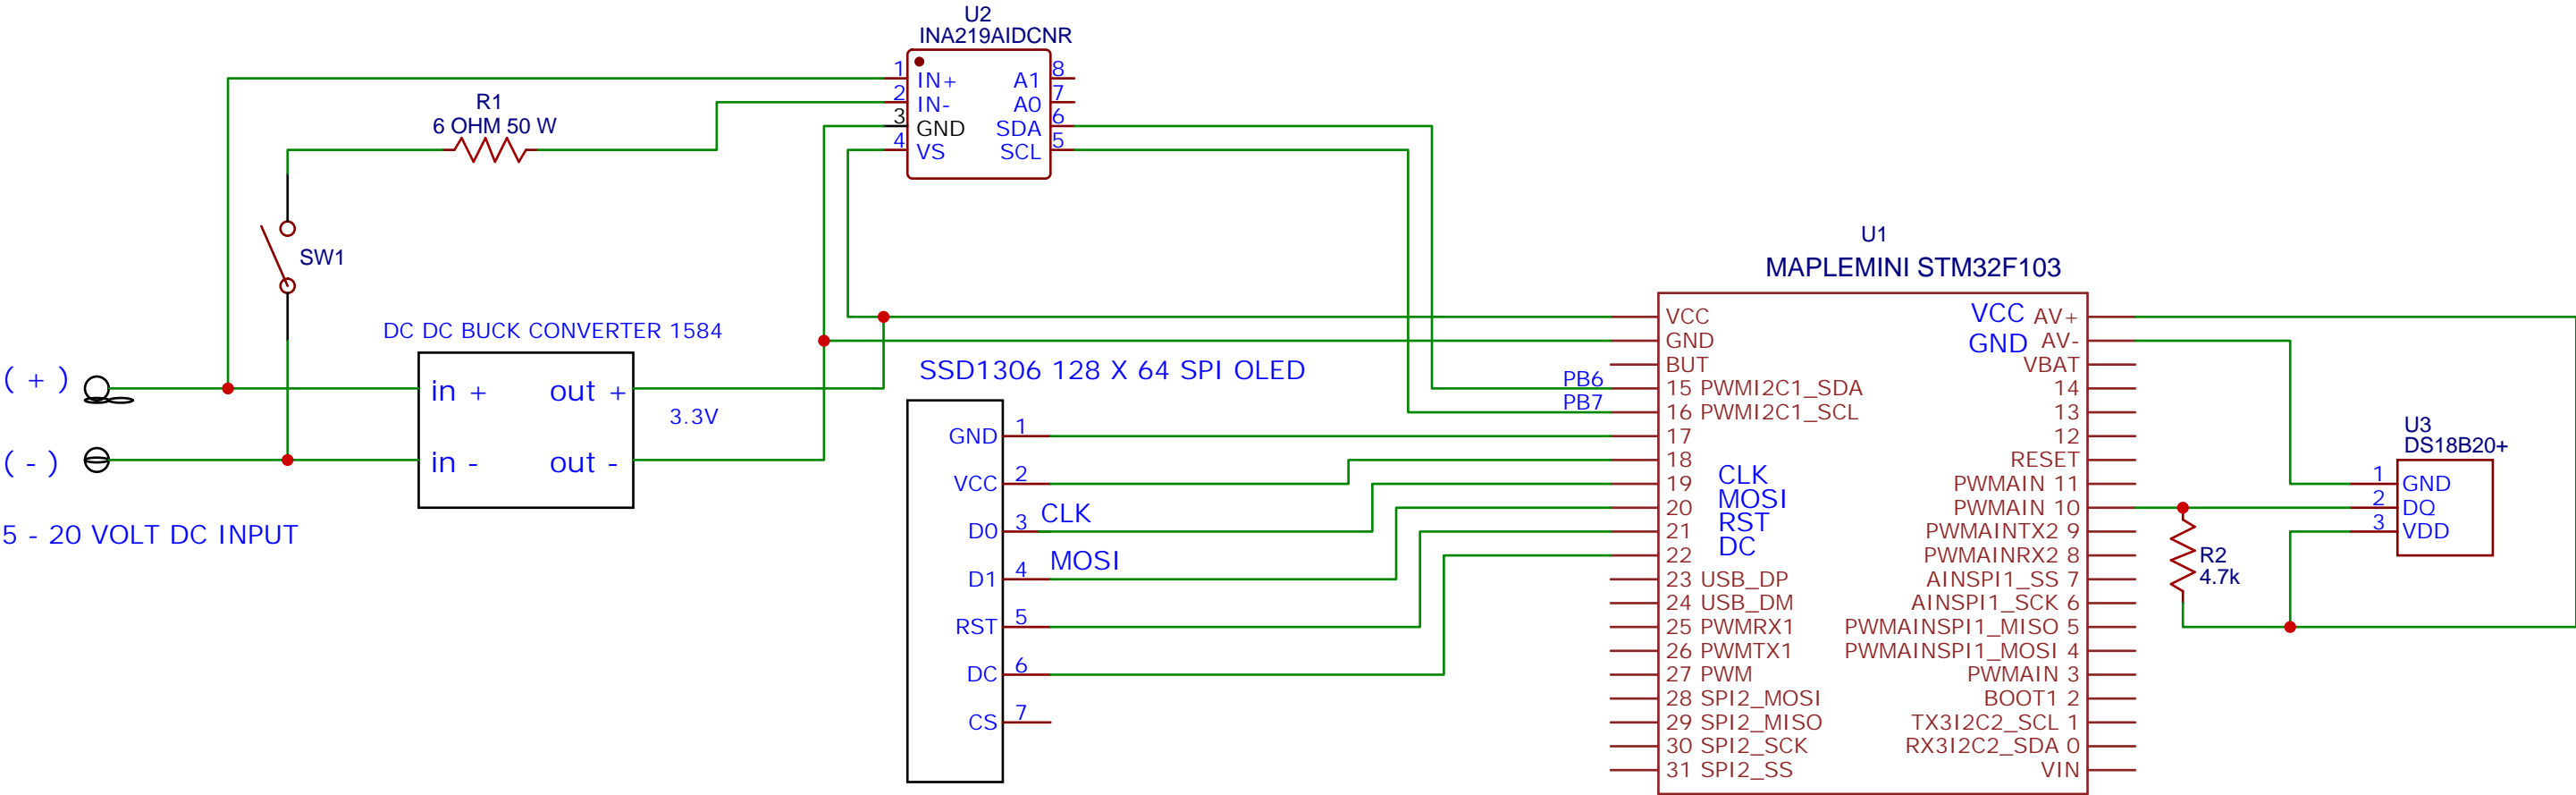 U2
INA219AIDCNR
1 IN+
2 IN-
3 GND
4 VS
A1 8
A0 7
SDA 6
SCL 5
R1
6 OHM 50 W
SW1
DC DC BUCK CONVERTER 1584
in +
out +
in -
out -
3.3V
( + )
( - )
5 - 20 VOLT DC INPUT
SSD1306 128 X 64 SPI OLED
GND 1
VCC 2
D0 3 CLK
D1 4 MOSI
RST 5
DC 6
CS 7
U1
MAPLEMINI STM32F103
VCC
GND
BUT
PB6 15 PWMI2C1_SDA
PB7 16 PWMI2C1_SCL
17
18
19 CLK
20 MOSI
21 RST
22 DC
23 USB_DP
24 USB_DM
25 PWMRX1
26 PWMTX1
27 PWM
28 SPI2_MOSI
29 SPI2_MISO
30 SPI2_SCK
31 SPI2_SS
VCC AV+
GND AV-
VBAT
14
13
12
RESET
PWMAIN 11
PWMAIN 10
PWMAINTX2 9
PWMAINRX2 8
AINSPI1_SS 7
AINSPI1_SCK 6
PWMAINSPI1_MISO 5
PWMAINSPI1_MOSI 4
PWMAIN 3
BOOT1 2
TX3I2C2_SCL 1
RX3I2C2_SDA 0
VIN
R2
4.7k
U3
DS18B20+
1 GND
2 DQ
3 VDD